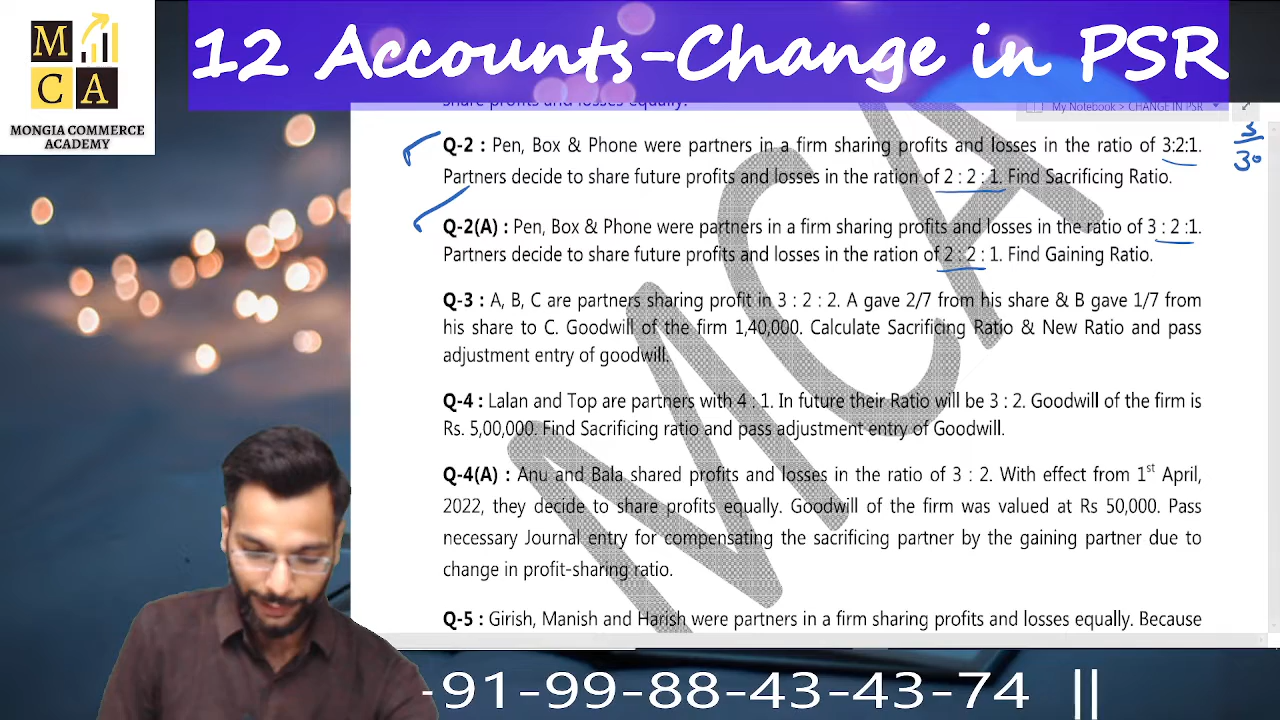 12 Accounts-Change in PSR
M
C A
MONGIA COMMERCE
ACADEMY
share profits and losses equally.
My Notebook > CHANGE IN PSR
3
30
Q-2 : Pen, Box & Phone were partners in a firm sharing profits and losses in the ratio of 3:2:1.
Partners decide to share future profits and losses in the ration of 2 : 2 : 1. Find Sacrificing Ratio.
Q-2(A) : Pen, Box & Phone were partners in a firm sharing profits and losses in the ratio of 3 : 2 :1.
Partners decide to share future profits and losses in the ration of 2 : 2 : 1. Find Gaining Ratio.
Q-3 : A, B, C are partners sharing profit in 3 : 2 : 2. A gave 2/7 from his share & B gave 1/7 from
his share to C. Goodwill of the firm 1,40,000. Calculate Sacrificing Ratio & New Ratio and pass
adjustment entry of goodwill.
Q-4 : Lalan and Top are partners with 4 : 1. In future their Ratio will be 3 : 2. Goodwill of the firm is
Rs. 5,00,000. Find Sacrificing ratio and pass adjustment entry of Goodwill.
Q-4(A) : Anu and Bala shared profits and losses in the ratio of 3 : 2. With effect from 1st April,
2022, they decide to share profits equally. Goodwill of the firm was valued at Rs 50,000. Pass
necessary Journal entry for compensating the sacrificing partner by the gaining partner due to
change in profit-sharing ratio.
Q-5 : Girish, Manish and Harish were partners in a firm sharing profits and losses equally. Because
MCA
-91-99-88-43-43-74 ||